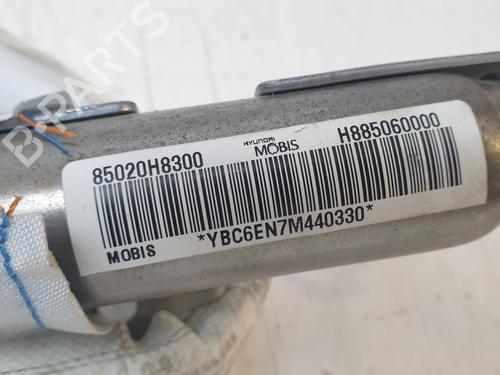 B-PARTS
HYUNDAI
MOBIS
85020H8300
H885060000
MOBIS
*YBC6EN7M440330*